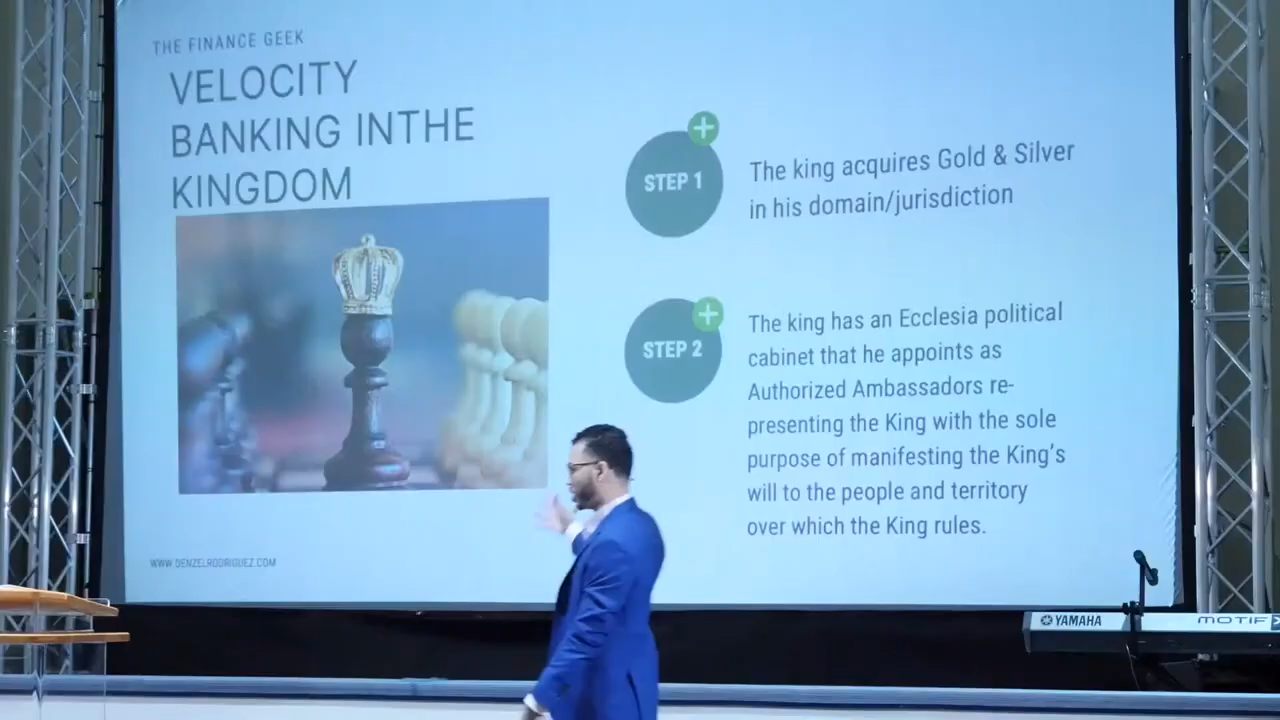 THE FINANCE GEEK
VELOCITY
BANKING INTHE
KINGDOM
WWW.DENZELRODRIGUEZ.COM
STEP 1
The king acquires Gold & Silver
in his domain/jurisdiction
STEP 2
The king has an Ecclesia political
cabinet that he appoints as
Authorized Ambassadors re-
presenting the King with the sole
purpose of manifesting the King's
will to the people and territory
over which the King rules.
YAMAHA
MOTIF